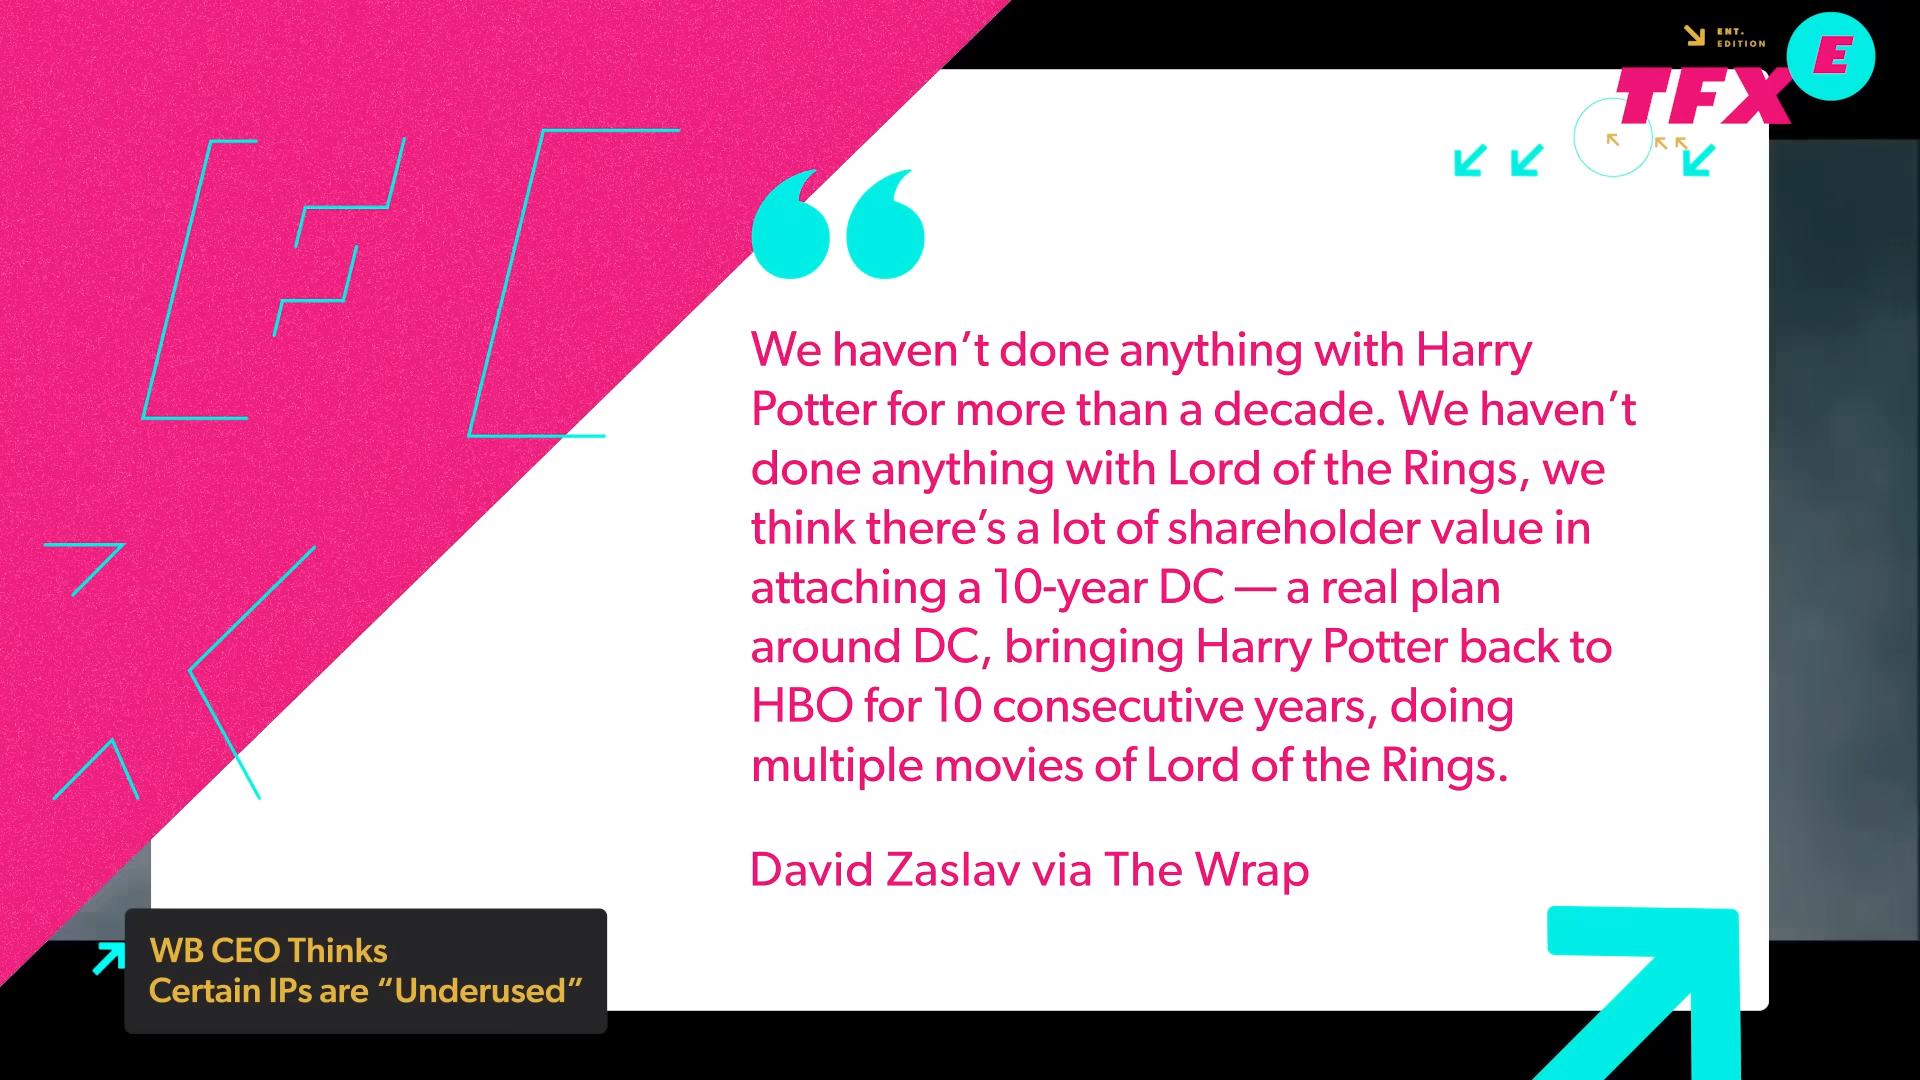 ENT.
EDITION
TFX
E
We haven’t done anything with Harry
Potter for more than a decade. We haven’t
done anything with Lord of the Rings, we
think there’s a lot of shareholder value in
attaching a 10-year DC — a real plan
around DC, bringing Harry Potter back to
HBO for 10 consecutive years, doing
multiple movies of Lord of the Rings.
David Zaslav via The Wrap
WB CEO Thinks
Certain IPs are “Underused”